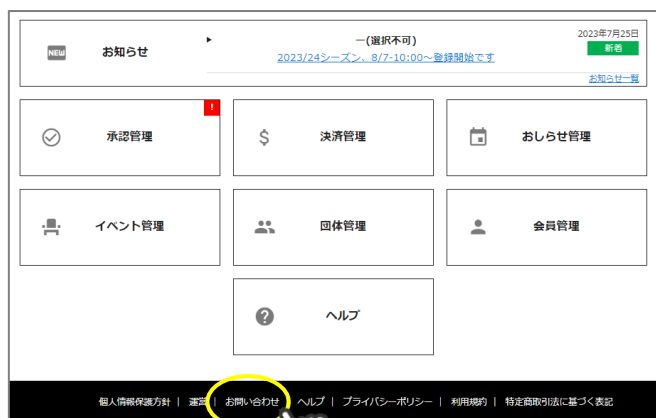 NEW
お知らせ
▶
ー(選択不可)
2023/24シーズン、8/7-10:00～登録開始です
2023年7月25日
新着
お知らせ一覧
承認管理
!
$
決済管理
おしらせ管理
イベント管理
団体管理
会員管理
?
ヘルプ
個人情報保護方針 | 運営 | お問い合わせ ヘルプ | プライバシーポリシー | 利用規約 | 特定商取引法に基づく表記